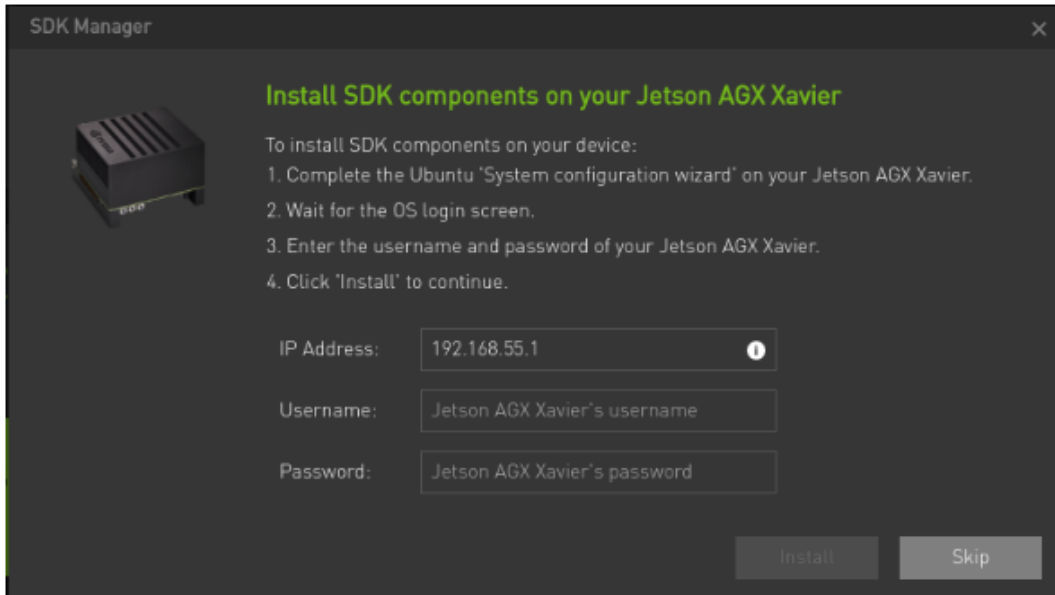 SDK Manager
Install SDK components on your Jetson AGX Xavier
To install SDK components on your device:
1. Complete the Ubuntu 'System configuration wizard' on your Jetson AGX Xavier.
2. Wait for the OS login screen.
3. Enter the username and password of your Jetson AGX Xavier.
4. Click 'Install' to continue.
IP Address: 192.168.55.1
Username: Jetson AGX Xavier's username
Password: Jetson AGX Xavier's password
Install Skip